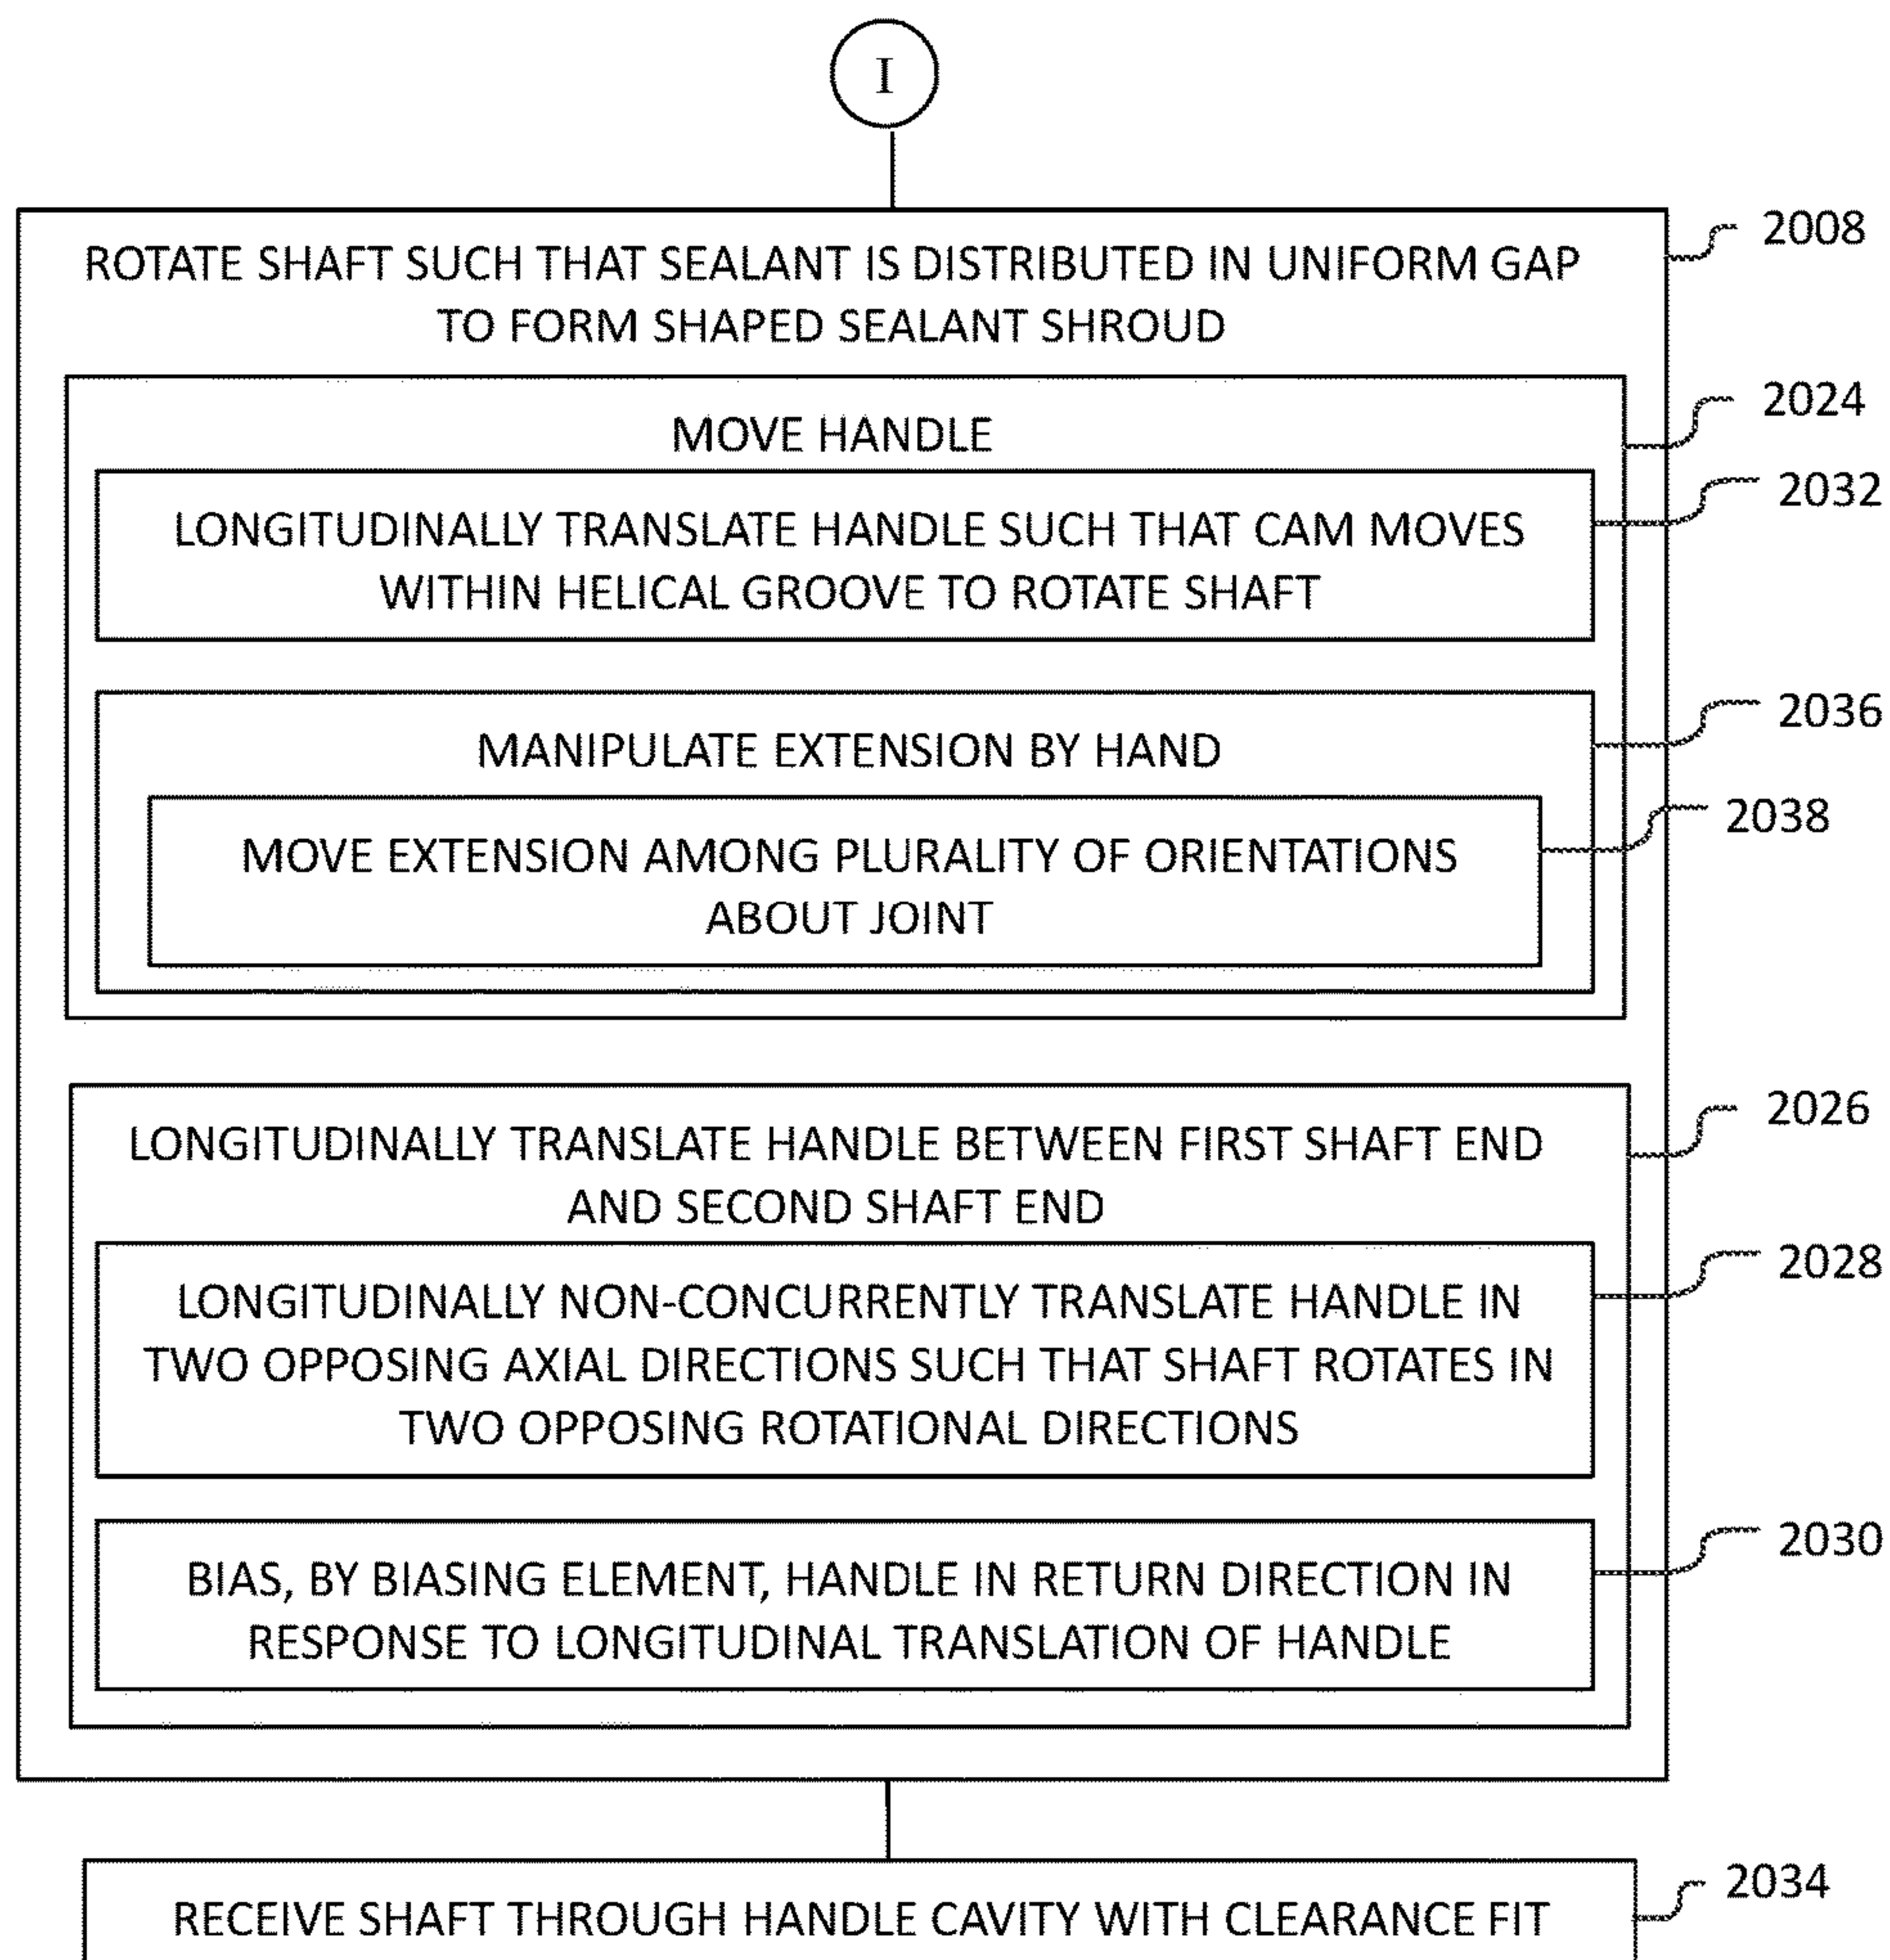 I
ROTATE SHAFT SUCH THAT SEALANT IS DISTRIBUTED IN UNIFORM GAP
TO FORM SHAPED SEALANT SHROUD
2008
MOVE HANDLE
2024
LONGITUDINALLY TRANSLATE HANDLE SUCH THAT CAM MOVES
WITHIN HELICAL GROOVE TO ROTATE SHAFT
2032
MANIPULATE EXTENSION BY HAND
2036
MOVE EXTENSION AMONG PLURALITY OF ORIENTATIONS
ABOUT JOINT
2038
LONGITUDINALLY TRANSLATE HANDLE BETWEEN FIRST SHAFT END
AND SECOND SHAFT END
2026
LONGITUDINALLY NON-CONCURRENTLY TRANSLATE HANDLE IN
TWO OPPOSING AXIAL DIRECTIONS SUCH THAT SHAFT ROTATES IN
TWO OPPOSING ROTATIONAL DIRECTIONS
2028
BIAS, BY BIASING ELEMENT, HANDLE IN RETURN DIRECTION IN
RESPONSE TO LONGITUDINAL TRANSLATION OF HANDLE
2030
RECEIVE SHAFT THROUGH HANDLE CAVITY WITH CLEARANCE FIT
2034